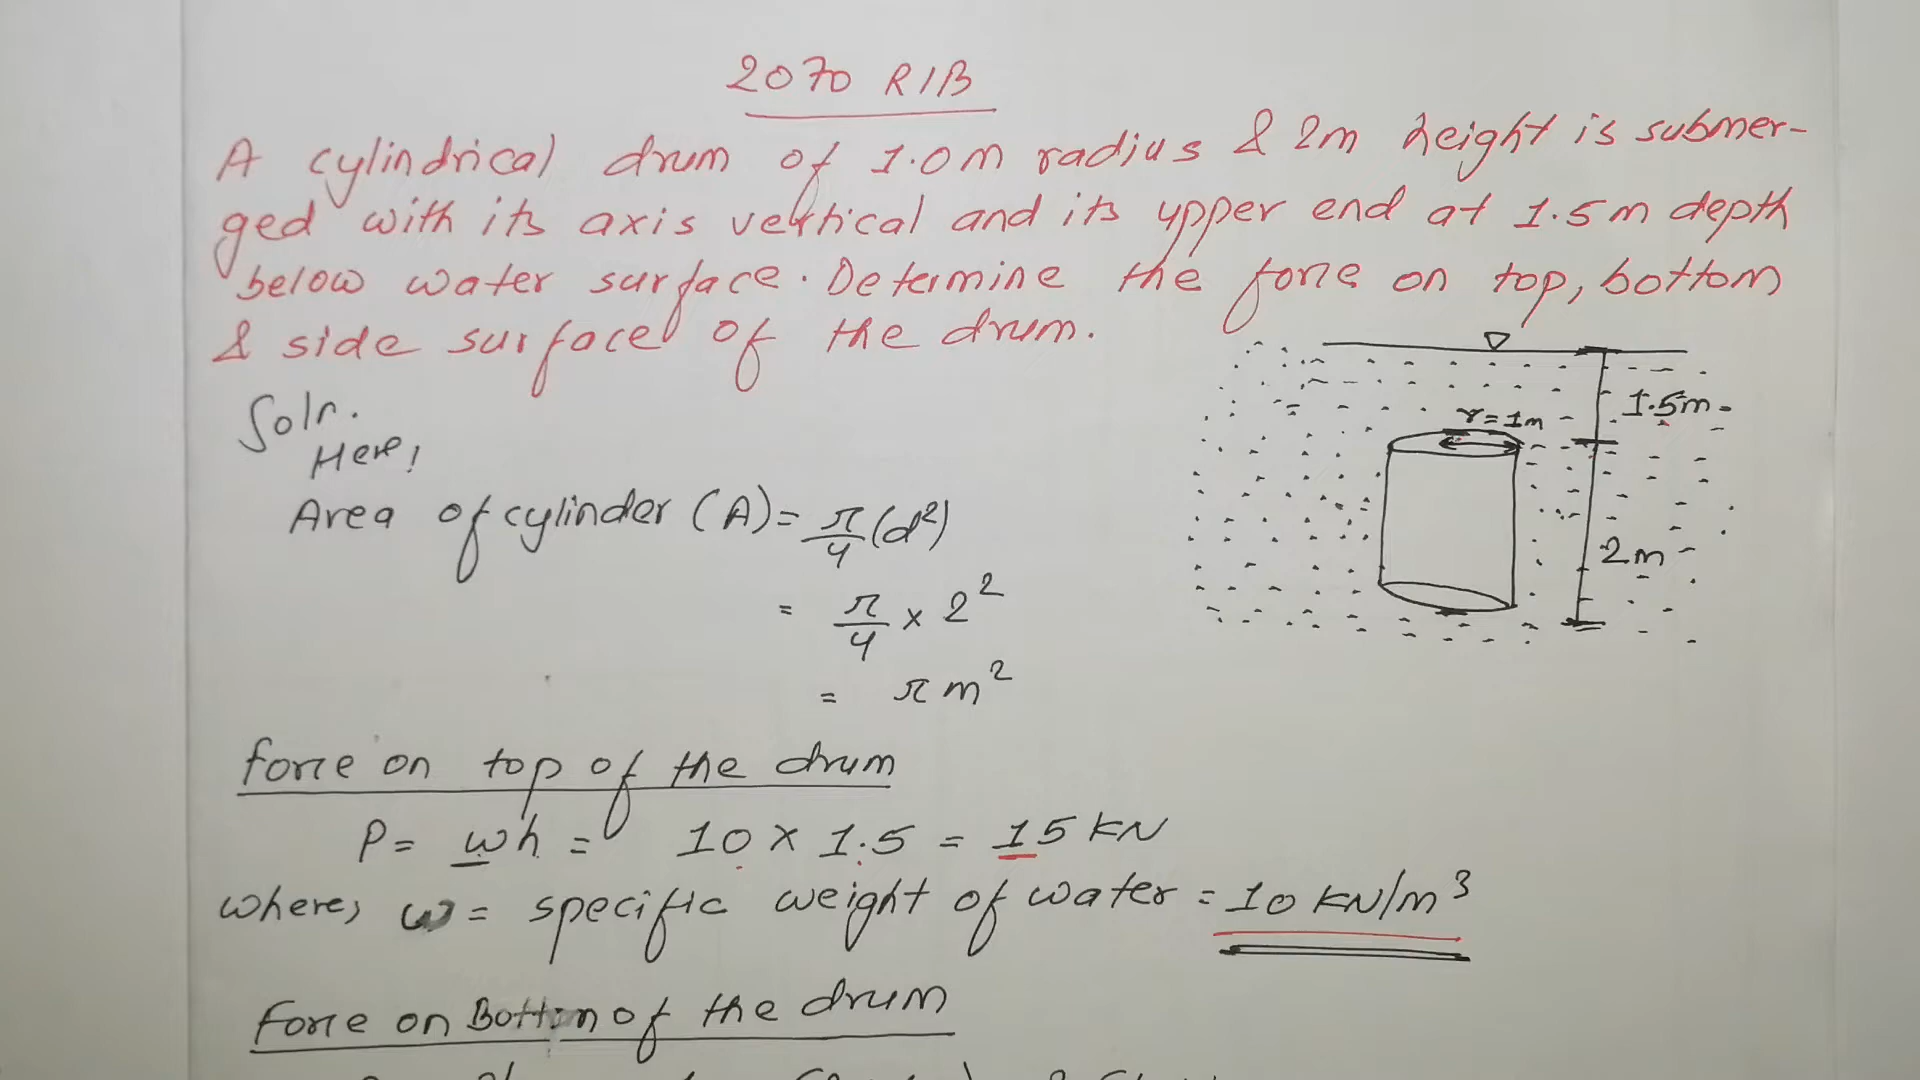 2070 R/B
A cylindrical drum of 1.0m radius & 2m height is submer-
ged with its axis vertical and its upper end at 1.5m depth
below water surface. Determine the force on top, bottom
& side surface of the drum.
1.5m
r=1m
2m
Soln.
Here,
Area of cylinder (A) = π/4 (d²)
= π/4 × 2²
= π m²
force on top of the drum
P = wh = 10 × 1.5 = 15 KN
where, w = specific weight of water = 10 KN/m³
force on Bottom of the drum